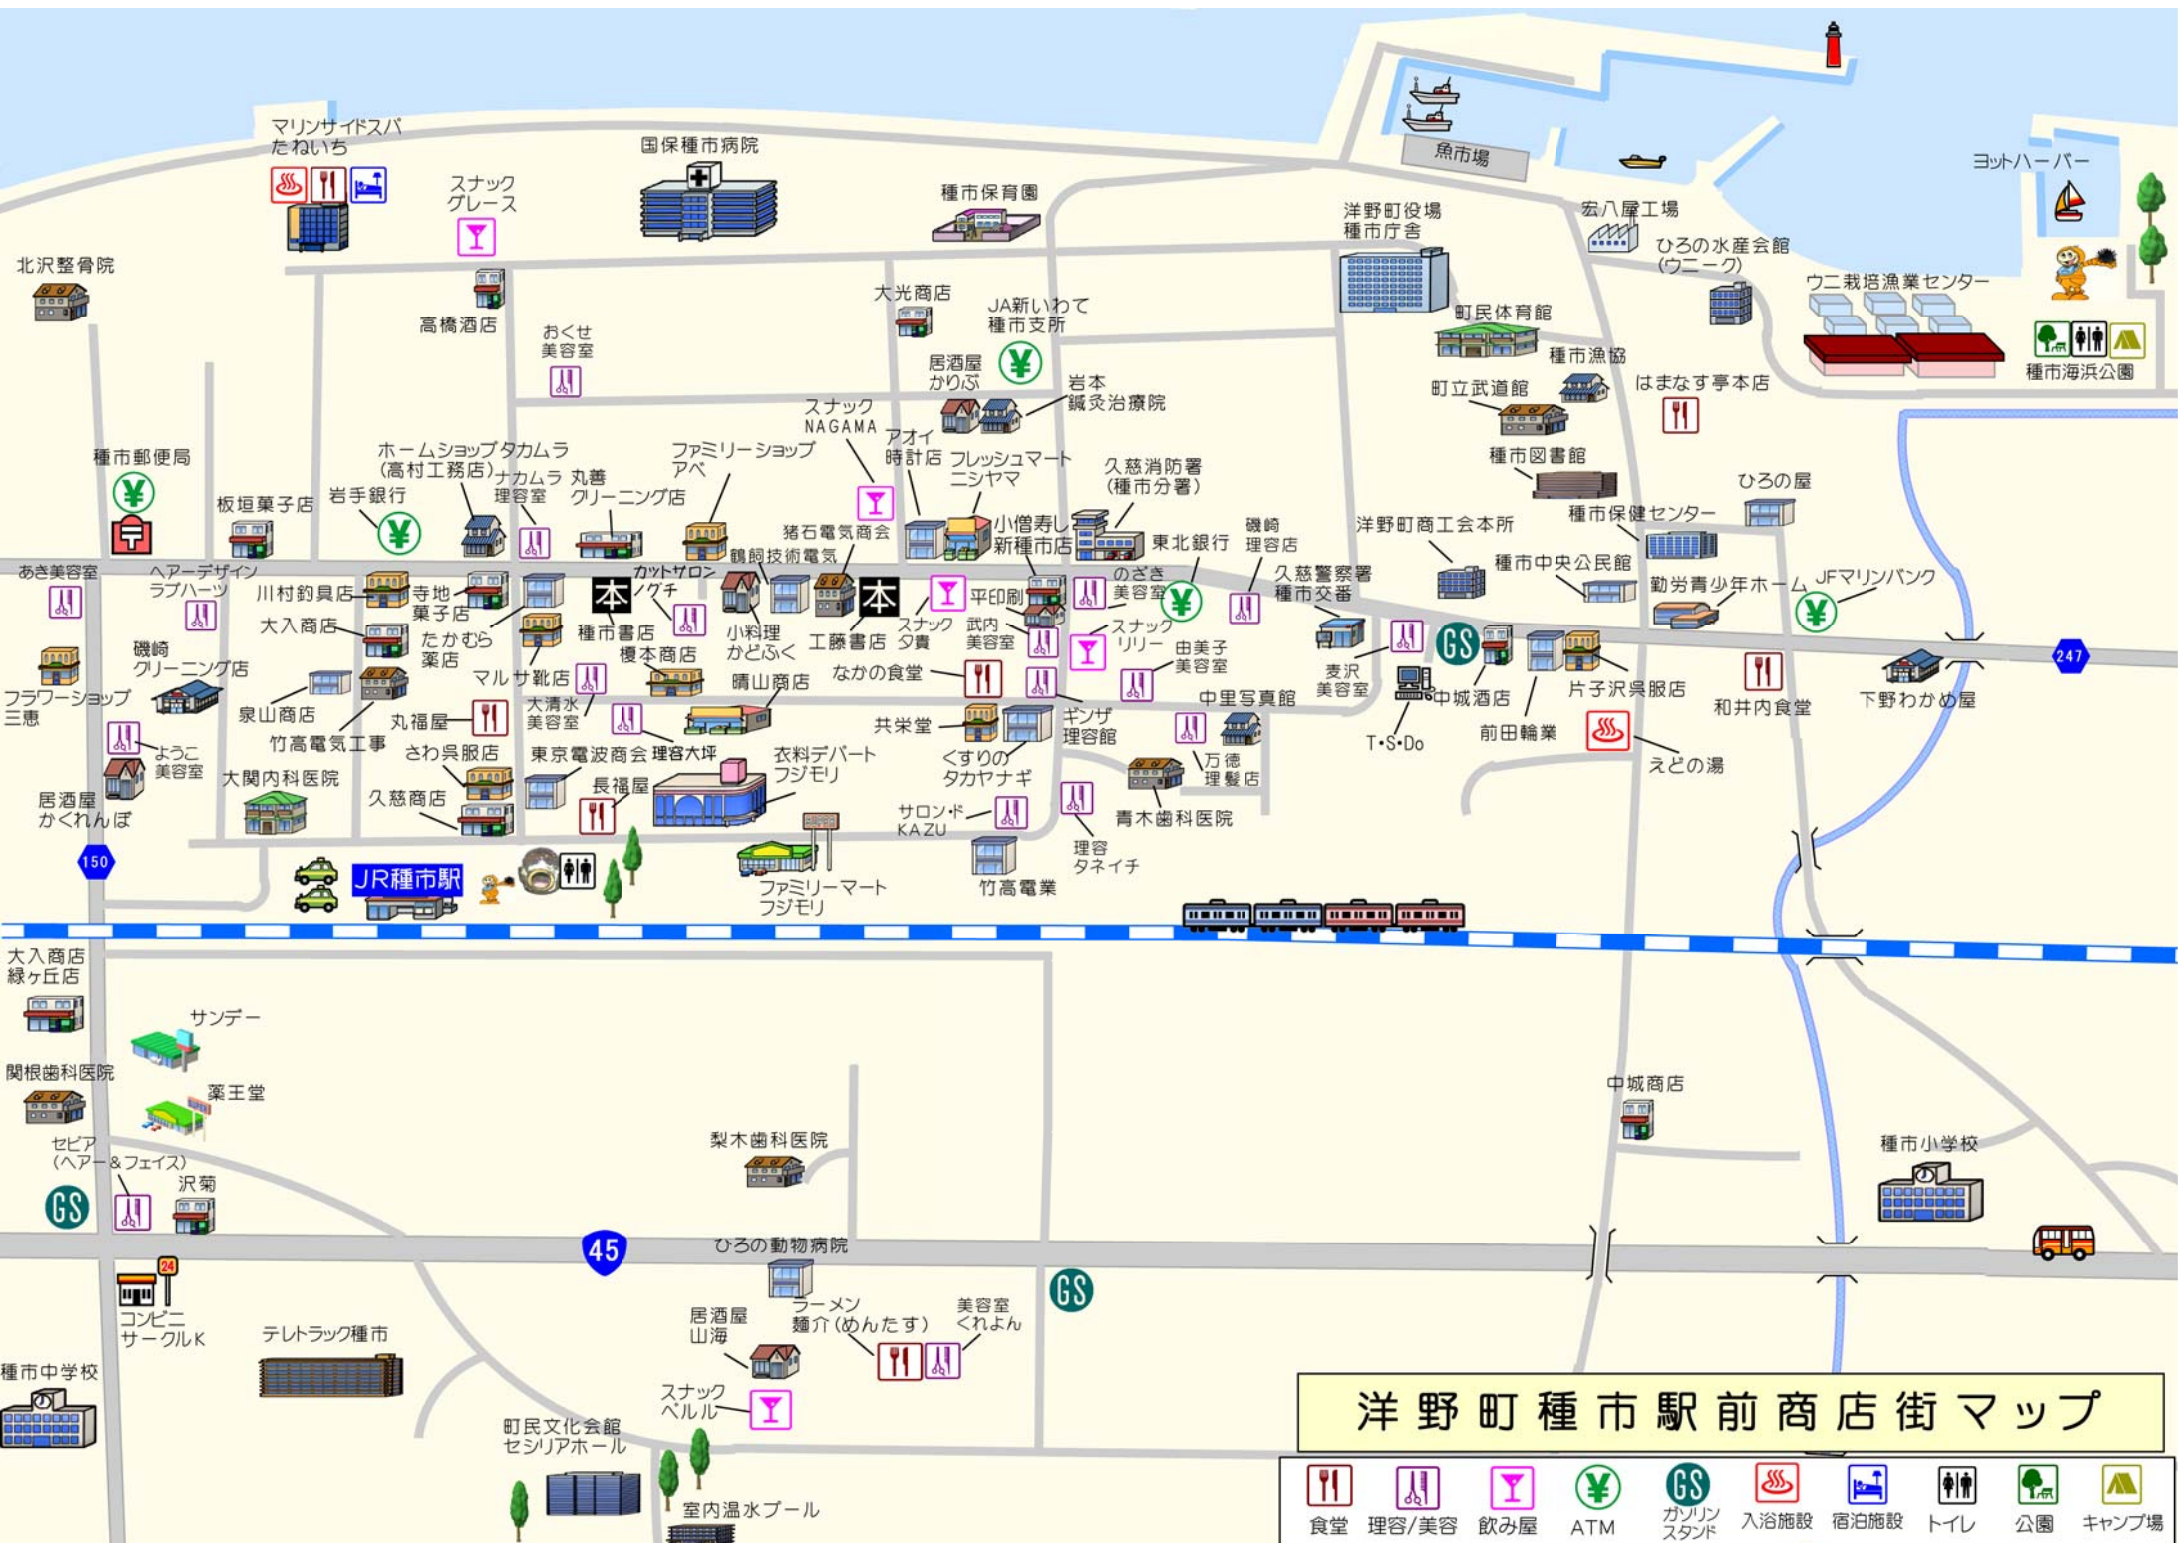 マリンサイドスパ
たねいち
国保種市病院
スナック
グレース
種市保育園
魚市場
ヨットハーバー
洋野町役場
種市庁舎
宏八屋工場
ひろの水産会館
(ウニーク)
ウニ栽培漁業センター
北沢整骨院
高橋酒店
大光商店
JA新いわて
種市支所
おくせ
美容室
町民体育館
種市漁協
種市海浜公園
居酒屋
かりぶ
岩本
鍼灸治療院
町立武道館
はまなす亭本店
スナック
NAGAMA
アオイ
時計店
フレッシュマート
ニシヤマ
種市郵便局
ホームショップタカムラ
(高村工務店)
ナカムラ
理容室
丸善
クリーニング店
ファミリーショップ
アベ
久慈消防署
(種市分署)
種市図書館
ひろの屋
板垣菓子店
岩手銀行
猪石電気商会
小僧寿し
新種市店
東北銀行
磯崎
理容店
洋野町商工会本所
種市保健センター
鶴飼技術電気
種市中央公民館
あき美容室
ヘアーデザイン
ラブハーツ
川村釣具店
寺地
菓子店
カットサロン
ノグチ
本
本
平印刷
のざき
美容室
久慈警察署
種市交番
勤労青少年ホーム
JFマリンバンク
大入商店
たかむら
薬店
種市書店
小料理
かどふく
工藤書店
スナック
夕貴
武内
美容室
スナック
リリー
GS
247
磯崎
クリーニング店
マルサ靴店
榎本商店
なかの食堂
由美子
美容室
麦沢
美容室
中城酒店
片子沢呉服店
フラワーショップ
三恵
泉山商店
丸福屋
大清水
美容室
晴山商店
中里写真館
和井内食堂
下野わかめ屋
竹高電気工事
共栄堂
ギンザ
理容館
T・S・Do
前田輪業
ようこ
美容室
さわ呉服店
東京電波商会
理容大坪
衣料デパート
フジモリ
くすりの
タカヤナギ
万徳
理髪店
えどの湯
大関内科医院
久慈商店
長福屋
居酒屋
かくれんぼ
サロン・ド
KAZU
青木歯科医院
理容
タネイチ
150
JR種市駅
ファミリーマート
フジモリ
竹高電業
大入商店
緑ヶ丘店
サンデー
関根歯科医院
薬王堂
中城商店
セピア
(ヘアー&フェイス)
沢菊
梨木歯科医院
種市小学校
GS
45
ひろの動物病院
24
コンビニ
サークルK
GS
テレトラック種市
居酒屋
山海
ラーメン
麺介(めんたす)
美容室
くれよん
種市中学校
スナック
ベルル
町民文化会館
セシリアホール
室内温水プール
洋野町種市駅前商店街マップ
GS
食堂
理容/美容
飲み屋
ATM
ガソリン
スタンド
入浴施設
宿泊施設
トイレ
公園
キャンプ場